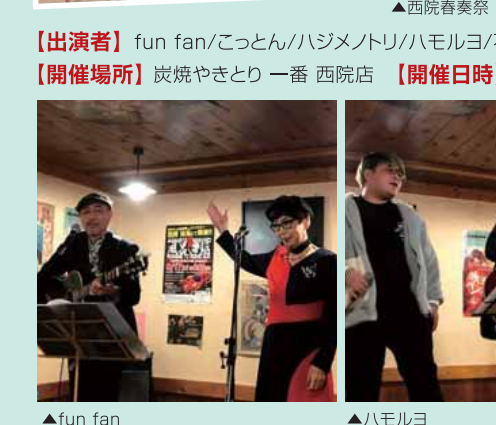 ▲西院春奏祭
【出演者】 fun fan/こっとん/ハジメノトリ/ハモルヨ/
【開催場所】 炭焼やきとり 一番 西院店 【開催日時
▲fun fan
▲ハモルヨ